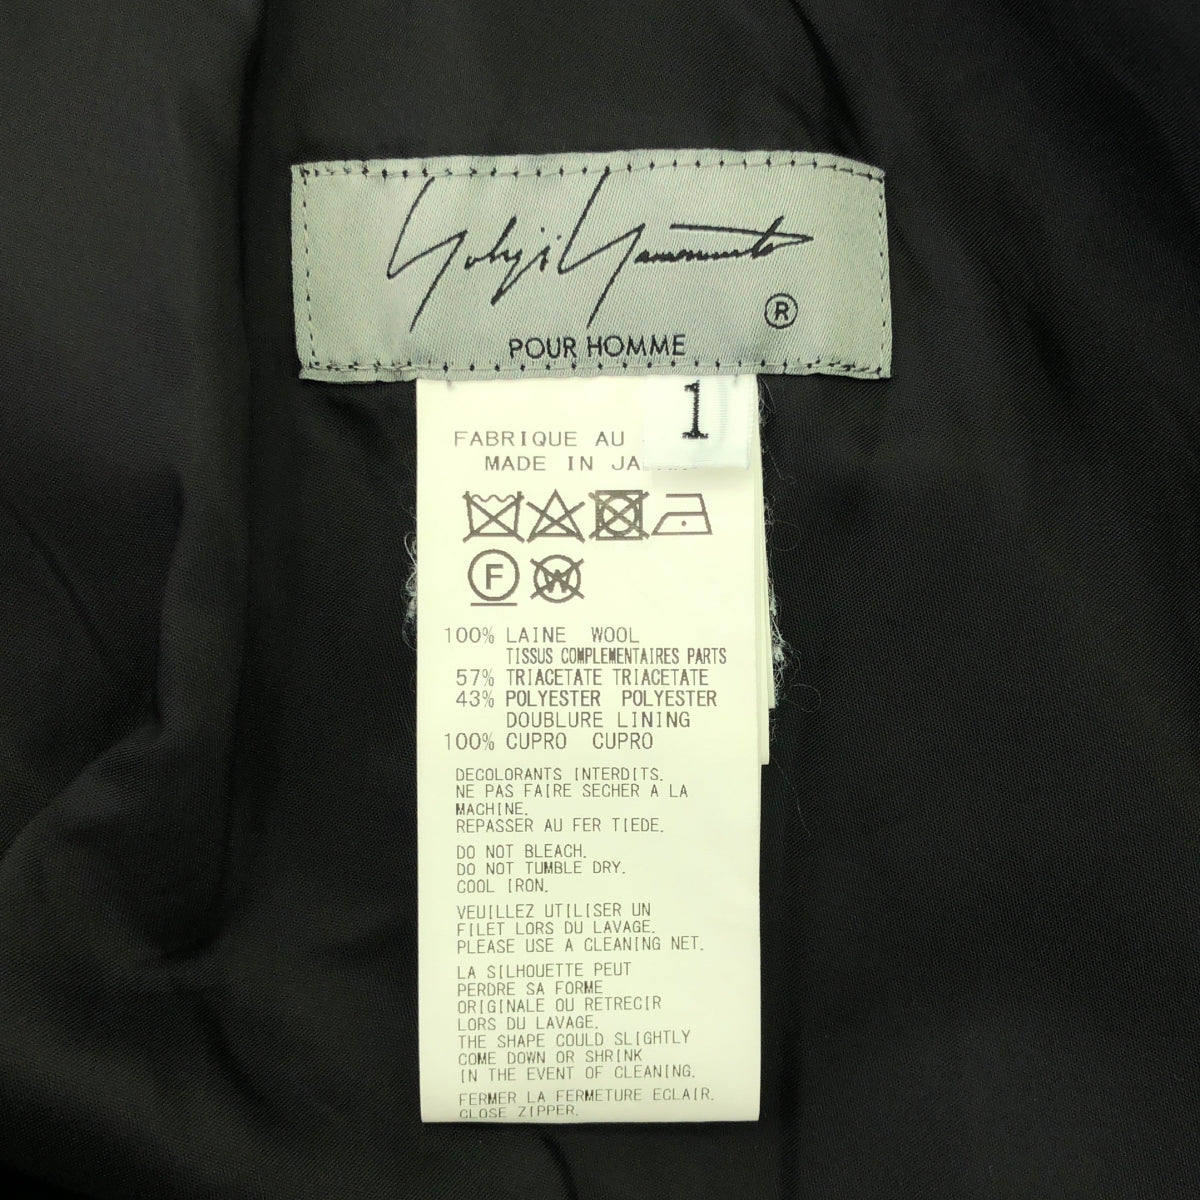 Yohji Yamamoto
®
POUR HOMME
1
FABRIQUE AU
MADE IN
F
W
100% LAINE WOOL
TISSUS COMPLEMENTAIRES PARTS
57% TRIACETATE TRIACETATE
43% POLYESTER POLYESTER
DOUBLURE LINING
100% CUPRO CUPRO
DECOLORANTS INTERDITS.
NE PAS FAIRE SECHER A LA
MACHINE.
REPASSER AU FER TIEDE.
DO NOT BLEACH.
DO NOT TUMBLE DRY.
COOL IRON.
VEUILLEZ UTILISER UN
FILET LORS DU LAVAGE.
PLEASE USE A CLEANING NET.
LA SILHOUETTE PEUT
PERDRE SA FORME
ORIGINALE OU RETRECIR
LORS DU LAVAGE.
THE SHAPE COULD SLIGHTLY
COME DOWN OR SHRINK
IN THE EVENT OF CLEANING.
FERMER LA FERMETURE ECLAIR.
CLOSE ZIPPER.